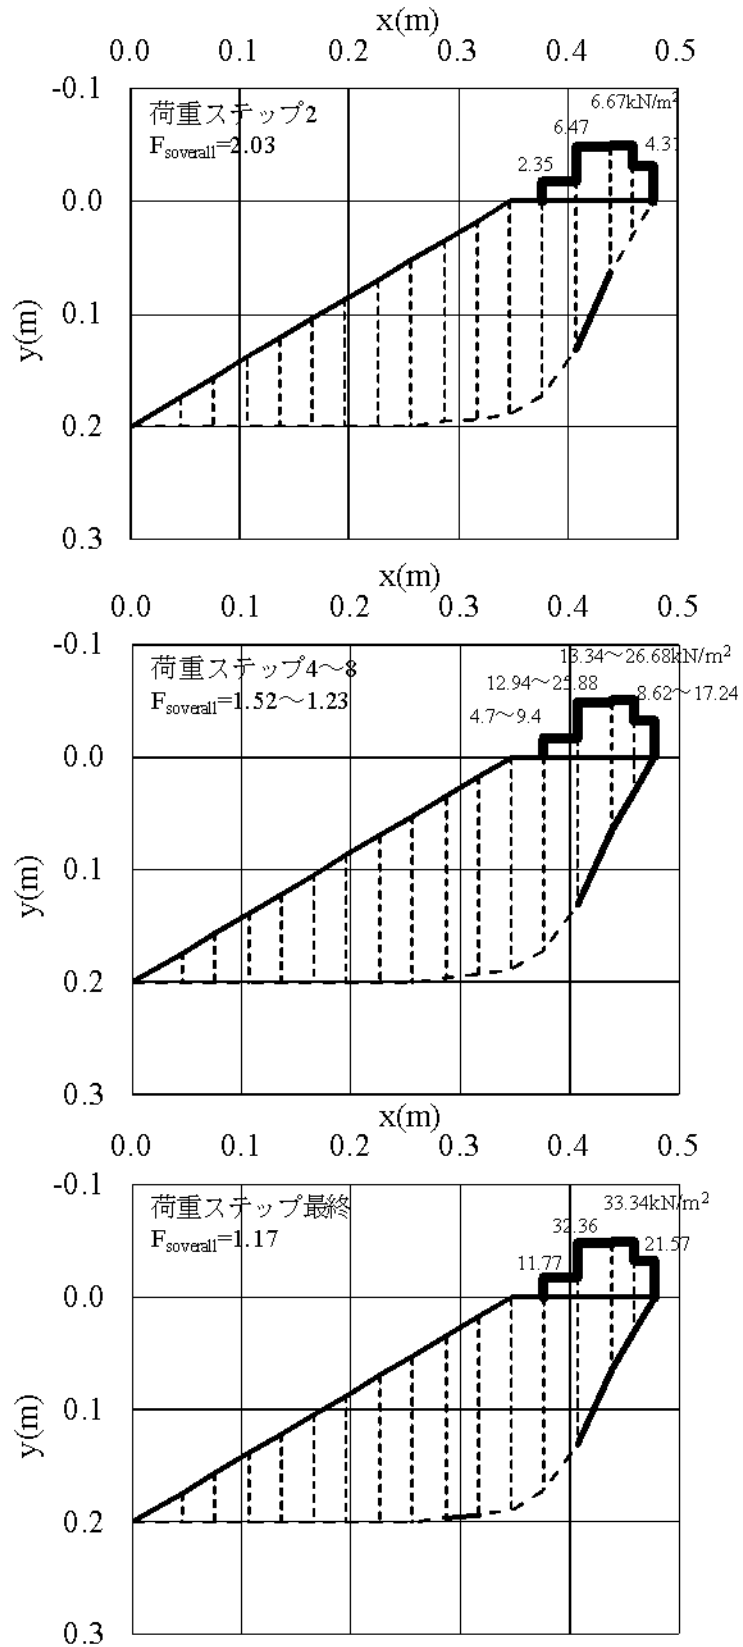 x(m)
0.0 0.1 0.2 0.3 0.4 0.5
-0.1
荷重ステップ2
Fsoverall=2.03
6.67kN/m²
6.47
4.31
2.35
0.0
0.1
y(m)
0.2
0.3
x(m)
0.0 0.1 0.2 0.3 0.4 0.5
-0.1
荷重ステップ4～8
Fsoverall=1.52～1.23
13.34～26.68kN/m²
12.94～25.88
8.62～17.24
4.7～9.4
0.0
0.1
y(m)
0.2
0.3
x(m)
0.0 0.1 0.2 0.3 0.4 0.5
-0.1
荷重ステップ最終
Fsoverall=1.17
33.34kN/m²
32.36
21.57
11.77
0.0
0.1
y(m)
0.2
0.3